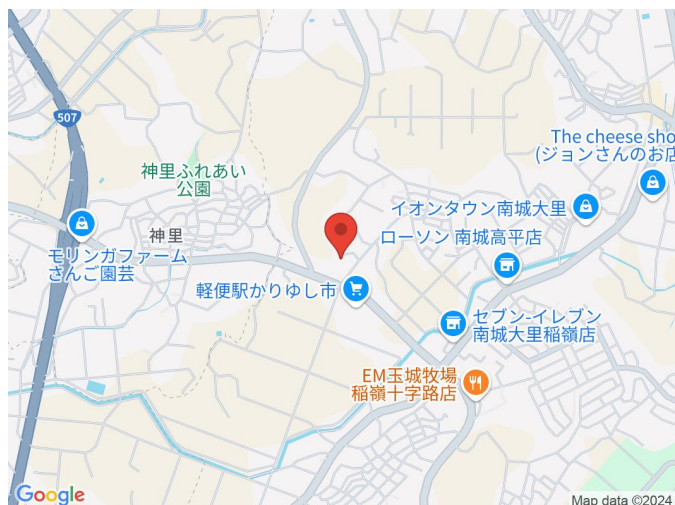 507
The cheese sho
(ジョンさんのお店
神里ふれあい
公園
イオンタウン南城大里
神里
ローソン 南城高平店
モリンガファーム
さんご園芸
軽便駅かりゆし市
セブン-イレブン
南城大里稲嶺店
EM玉城牧場
稲嶺十字路店
Google
Map data ©2024